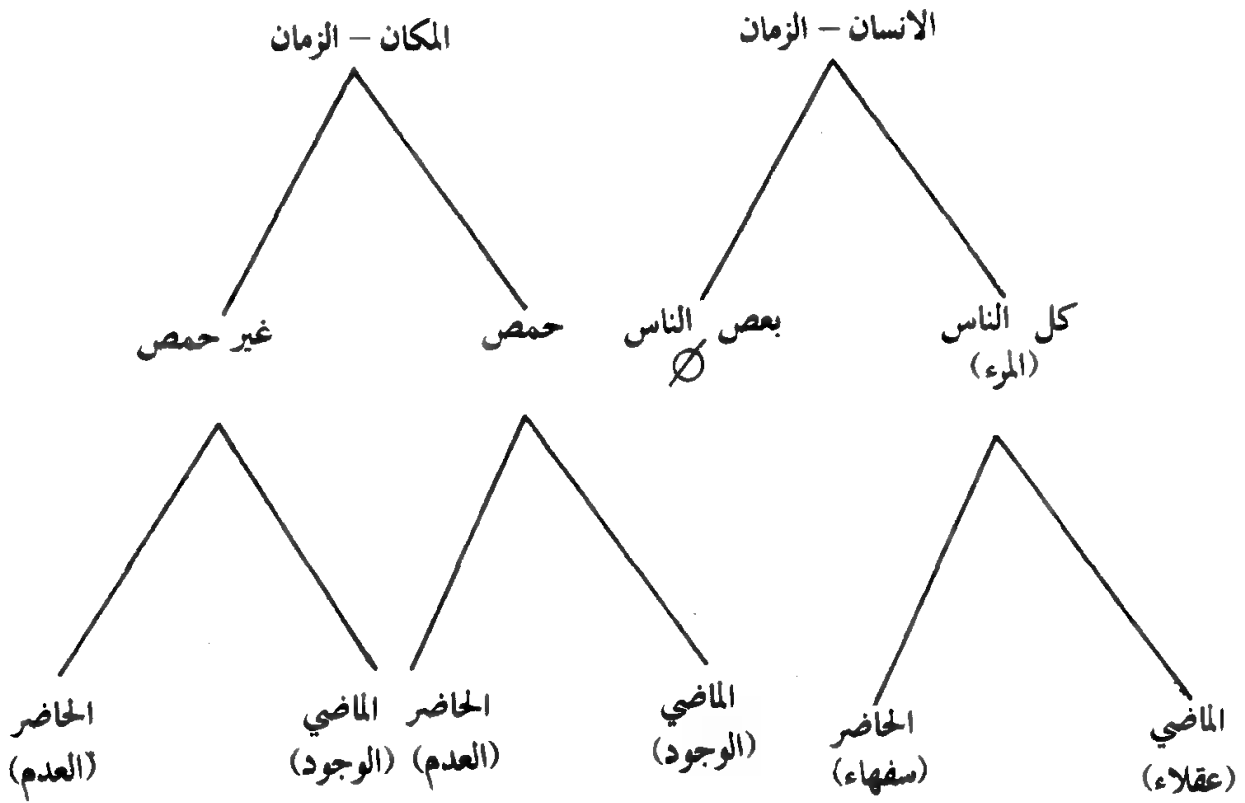 الانسان – الزمان
المكان – الزمان
كل الناس
(المرء)
بعص الناس
∅
حمص
غير حمص
الماضي
(عقلاء)
الحاضر
(سفهاء)
الماضي
(الوجود)
الحاضر
(العدم)
الماضي
(الوجود)
الحاضر
(العدم)